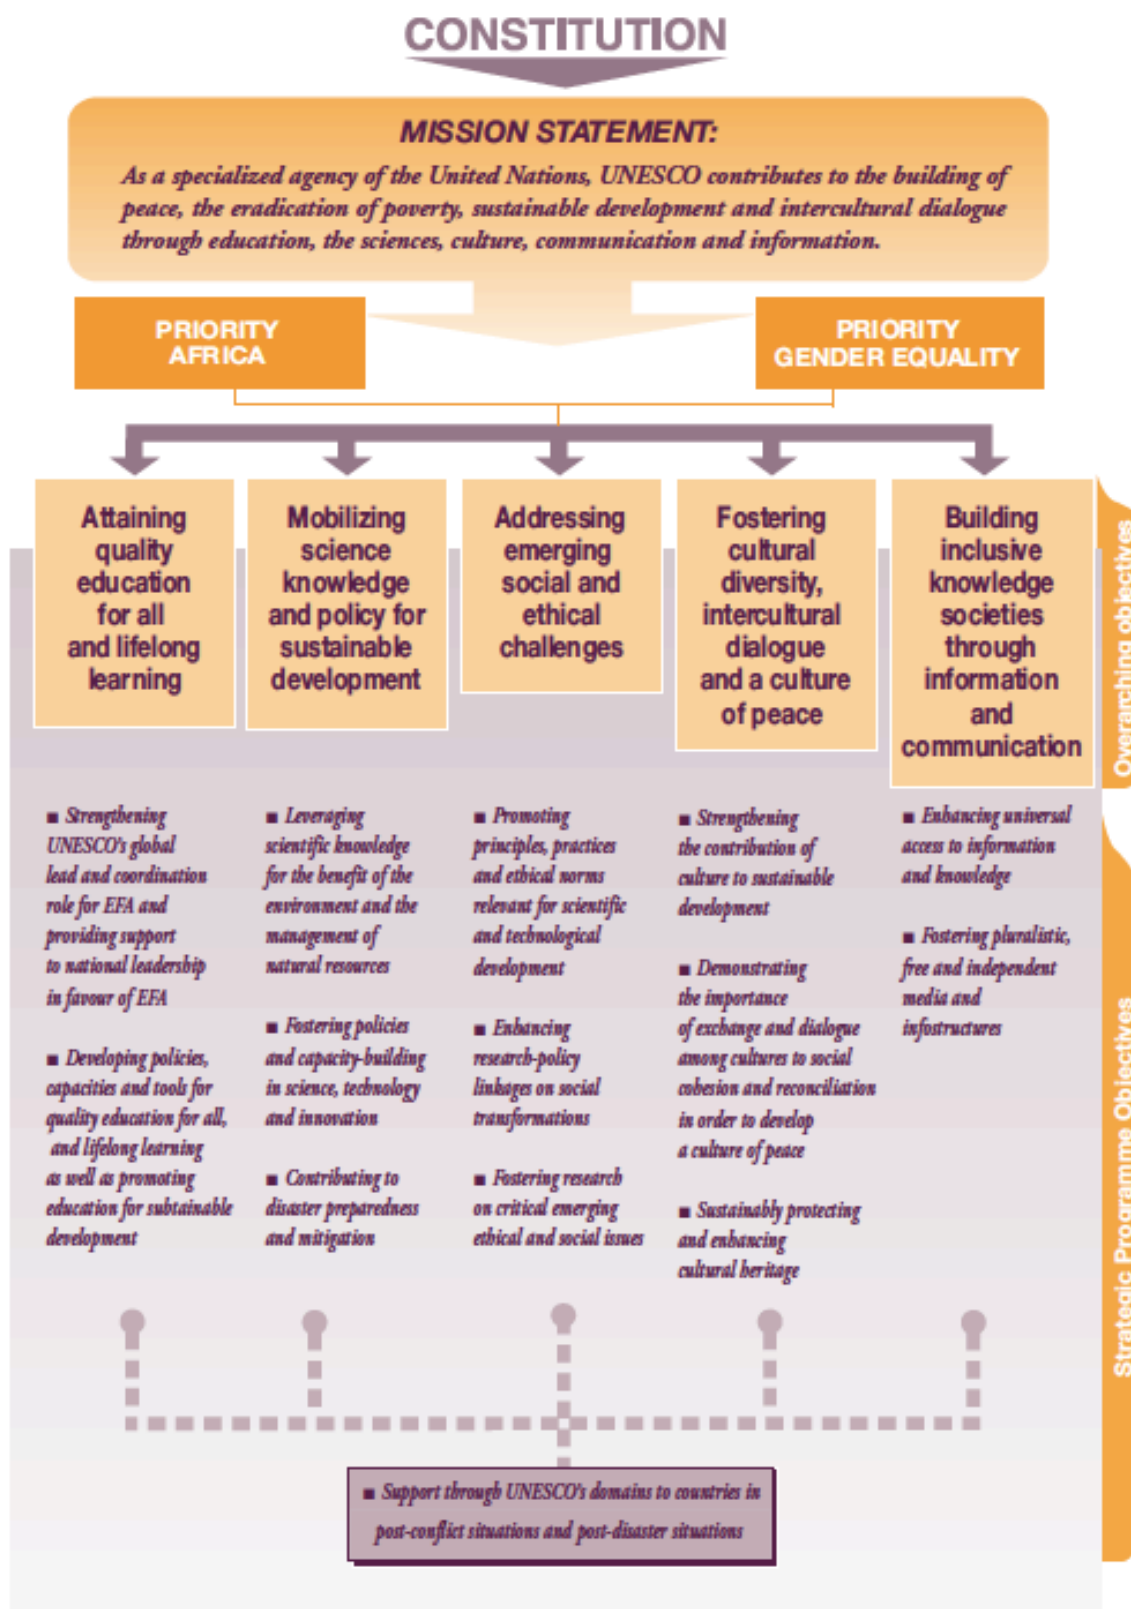 CONSTITUTION
MISSION STATEMENT:
As a specialized agency of the United Nations, UNESCO contributes to the building of
peace, the eradication of poverty, sustainable development and intercultural dialogue
through education, the sciences, culture, communication and information.
PRIORITY
AFRICA
PRIORITY
GENDER EQUALITY
Attaining
quality
education
for all
and lifelong
learning
Mobilizing
science
knowledge
and policy for
sustainable
development
Addressing
emerging
social and
ethical
challenges
Fostering
cultural
diversity,
intercultural
dialogue
and a culture
of peace
Building
inclusive
knowledge
societies
through
information
and
communication
Overarching objectives
■ Strengthening
UNESCO's global
lead and coordination
role for EFA and
providing support
to national leadership
in favour of EFA
■ Developing policies,
capacities and tools for
quality education for all,
and lifelong learning
as well as promoting
education for subtainable
development
■ Leveraging
scientific knowledge
for the benefit of the
environment and the
management of
natural resources
■ Fostering policies
and capacity-building
in science, technology
and innovation
■ Contributing to
disaster preparedness
and mitigation
■ Promoting
principles, practices
and ethical norms
relevant for scientific
and technological
development
■ Enhancing
research-policy
linkages on social
transformations
■ Fostering research
on critical emerging
ethical and social issues
■ Strengthening
the contribution of
culture to sustainable
development
■ Demonstrating
the importance
of exchange and dialogue
among cultures to social
cohesion and reconciliation
in order to develop
a culture of peace
■ Sustainably protecting
and enhancing
cultural heritage
■ Enhancing universal
access to information
and knowledge
■ Fostering pluralistic,
free and independent
media and
infostructures
Strategic Programme Objectives
■ Support through UNESCO's domains to countries in
post-conflict situations and post-disaster situations